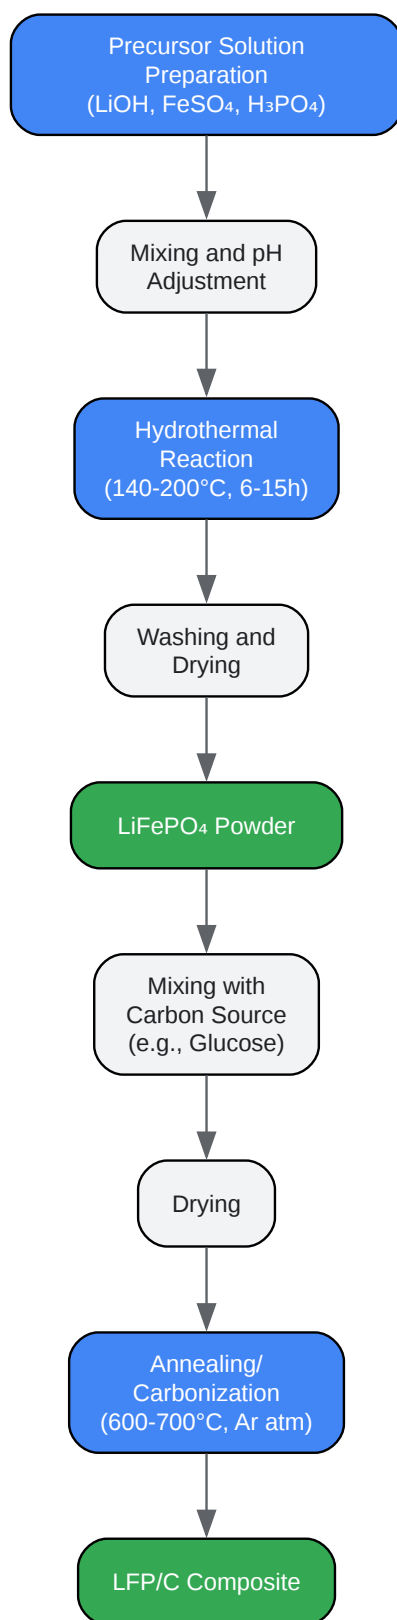 Precursor Solution
Preparation
(LiOH, FeSO₄, H₃PO₄)
Mixing and pH
Adjustment
Hydrothermal
Reaction
(140-200°C, 6-15h)
Washing and
Drying
LiFePO₄ Powder
Mixing with
Carbon Source
(e.g., Glucose)
Drying
Annealing/
Carbonization
(600-700°C, Ar atm)
LFP/C Composite